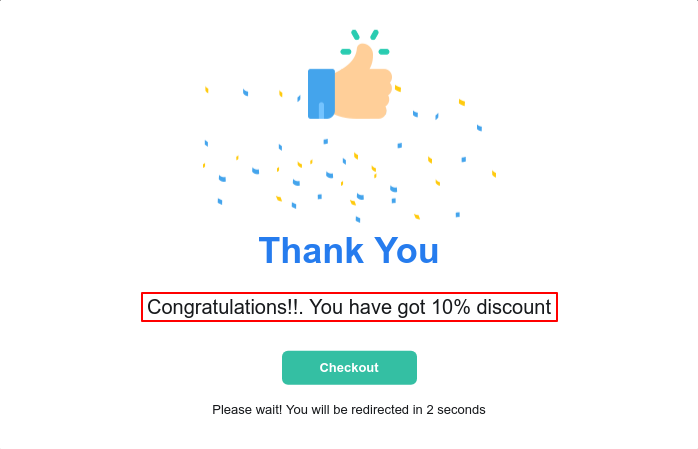 Thank You
Congratulations!!. You have got 10% discount
Checkout
Please wait! You will be redirected in 2 seconds